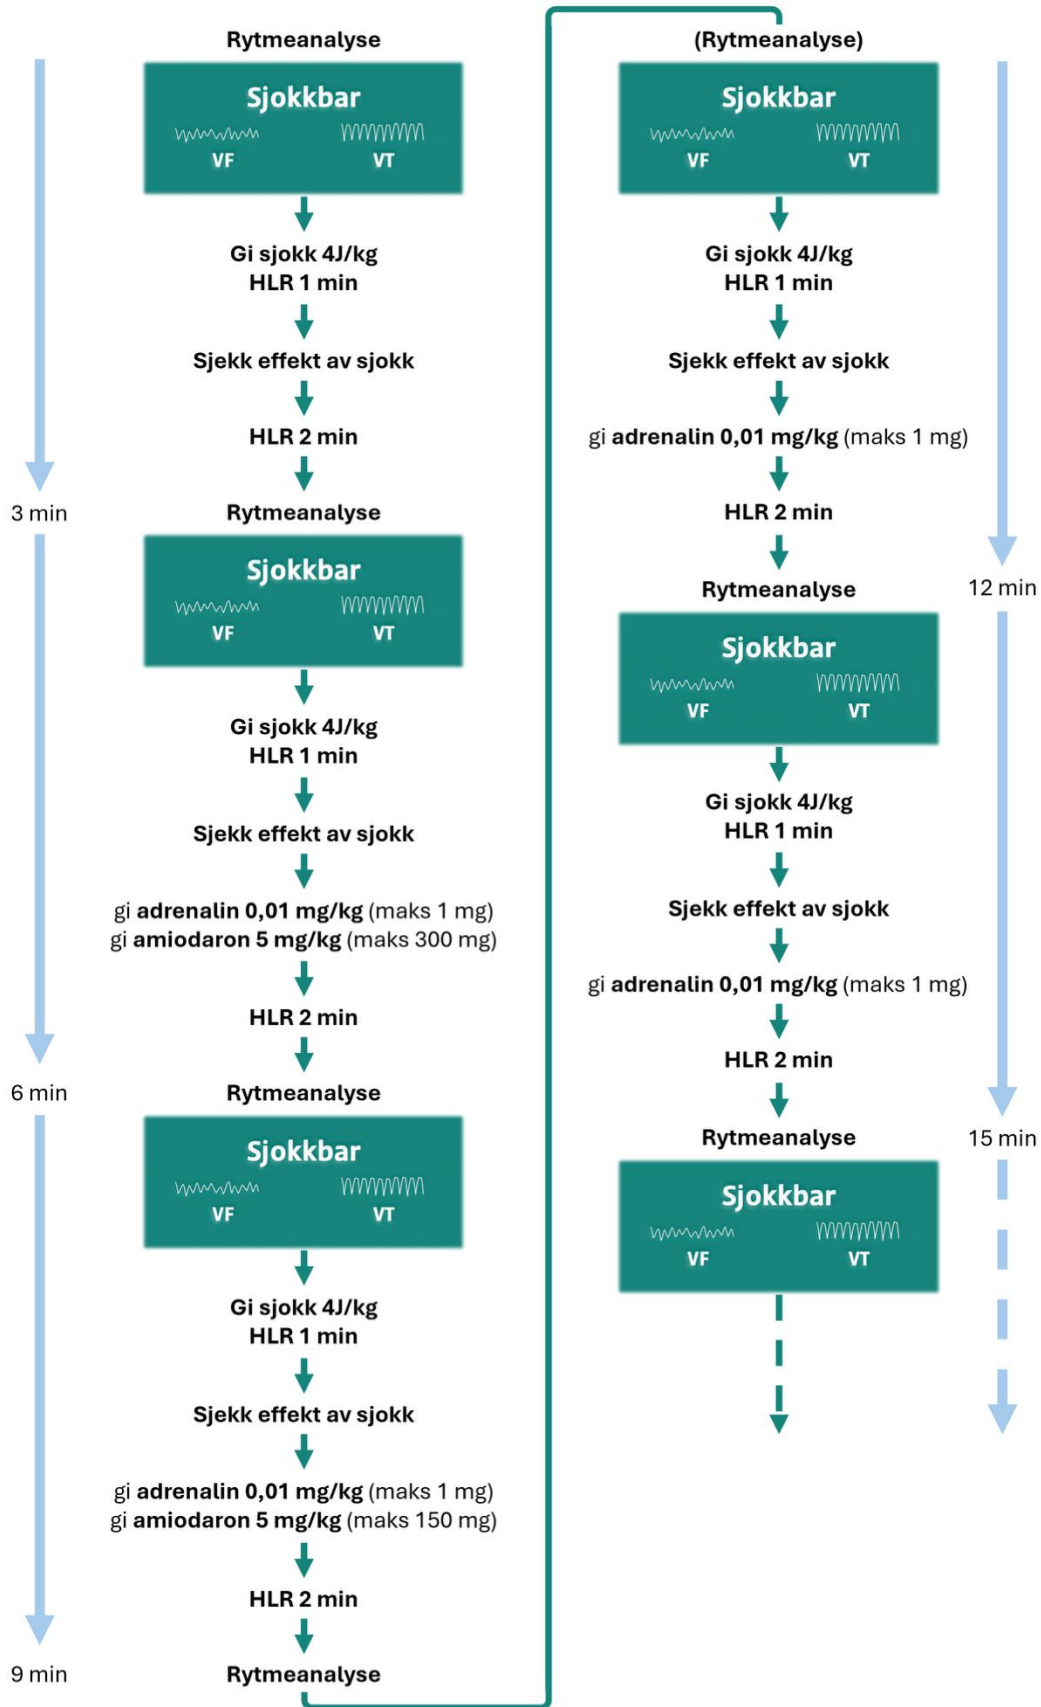 Rytmeanalyse
Sjokkbar
VF VT
Gi sjokk 4J/kg
HLR 1 min
Sjekk effekt av sjokk
HLR 2 min
3 min
Rytmeanalyse
Sjokkbar
VF VT
Gi sjokk 4J/kg
HLR 1 min
Sjekk effekt av sjokk
gi adrenalin 0,01 mg/kg (maks 1 mg)
gi amiodaron 5 mg/kg (maks 300 mg)
HLR 2 min
6 min
Rytmeanalyse
Sjokkbar
VF VT
Gi sjokk 4J/kg
HLR 1 min
Sjekk effekt av sjokk
gi adrenalin 0,01 mg/kg (maks 1 mg)
gi amiodaron 5 mg/kg (maks 150 mg)
HLR 2 min
9 min
Rytmeanalyse
(Rytmeanalyse)
Sjokkbar
VF VT
Gi sjokk 4J/kg
HLR 1 min
Sjekk effekt av sjokk
gi adrenalin 0,01 mg/kg (maks 1 mg)
HLR 2 min
Rytmeanalyse
12 min
Sjokkbar
VF VT
Gi sjokk 4J/kg
HLR 1 min
Sjekk effekt av sjokk
gi adrenalin 0,01 mg/kg (maks 1 mg)
HLR 2 min
Rytmeanalyse
15 min
Sjokkbar
VF VT